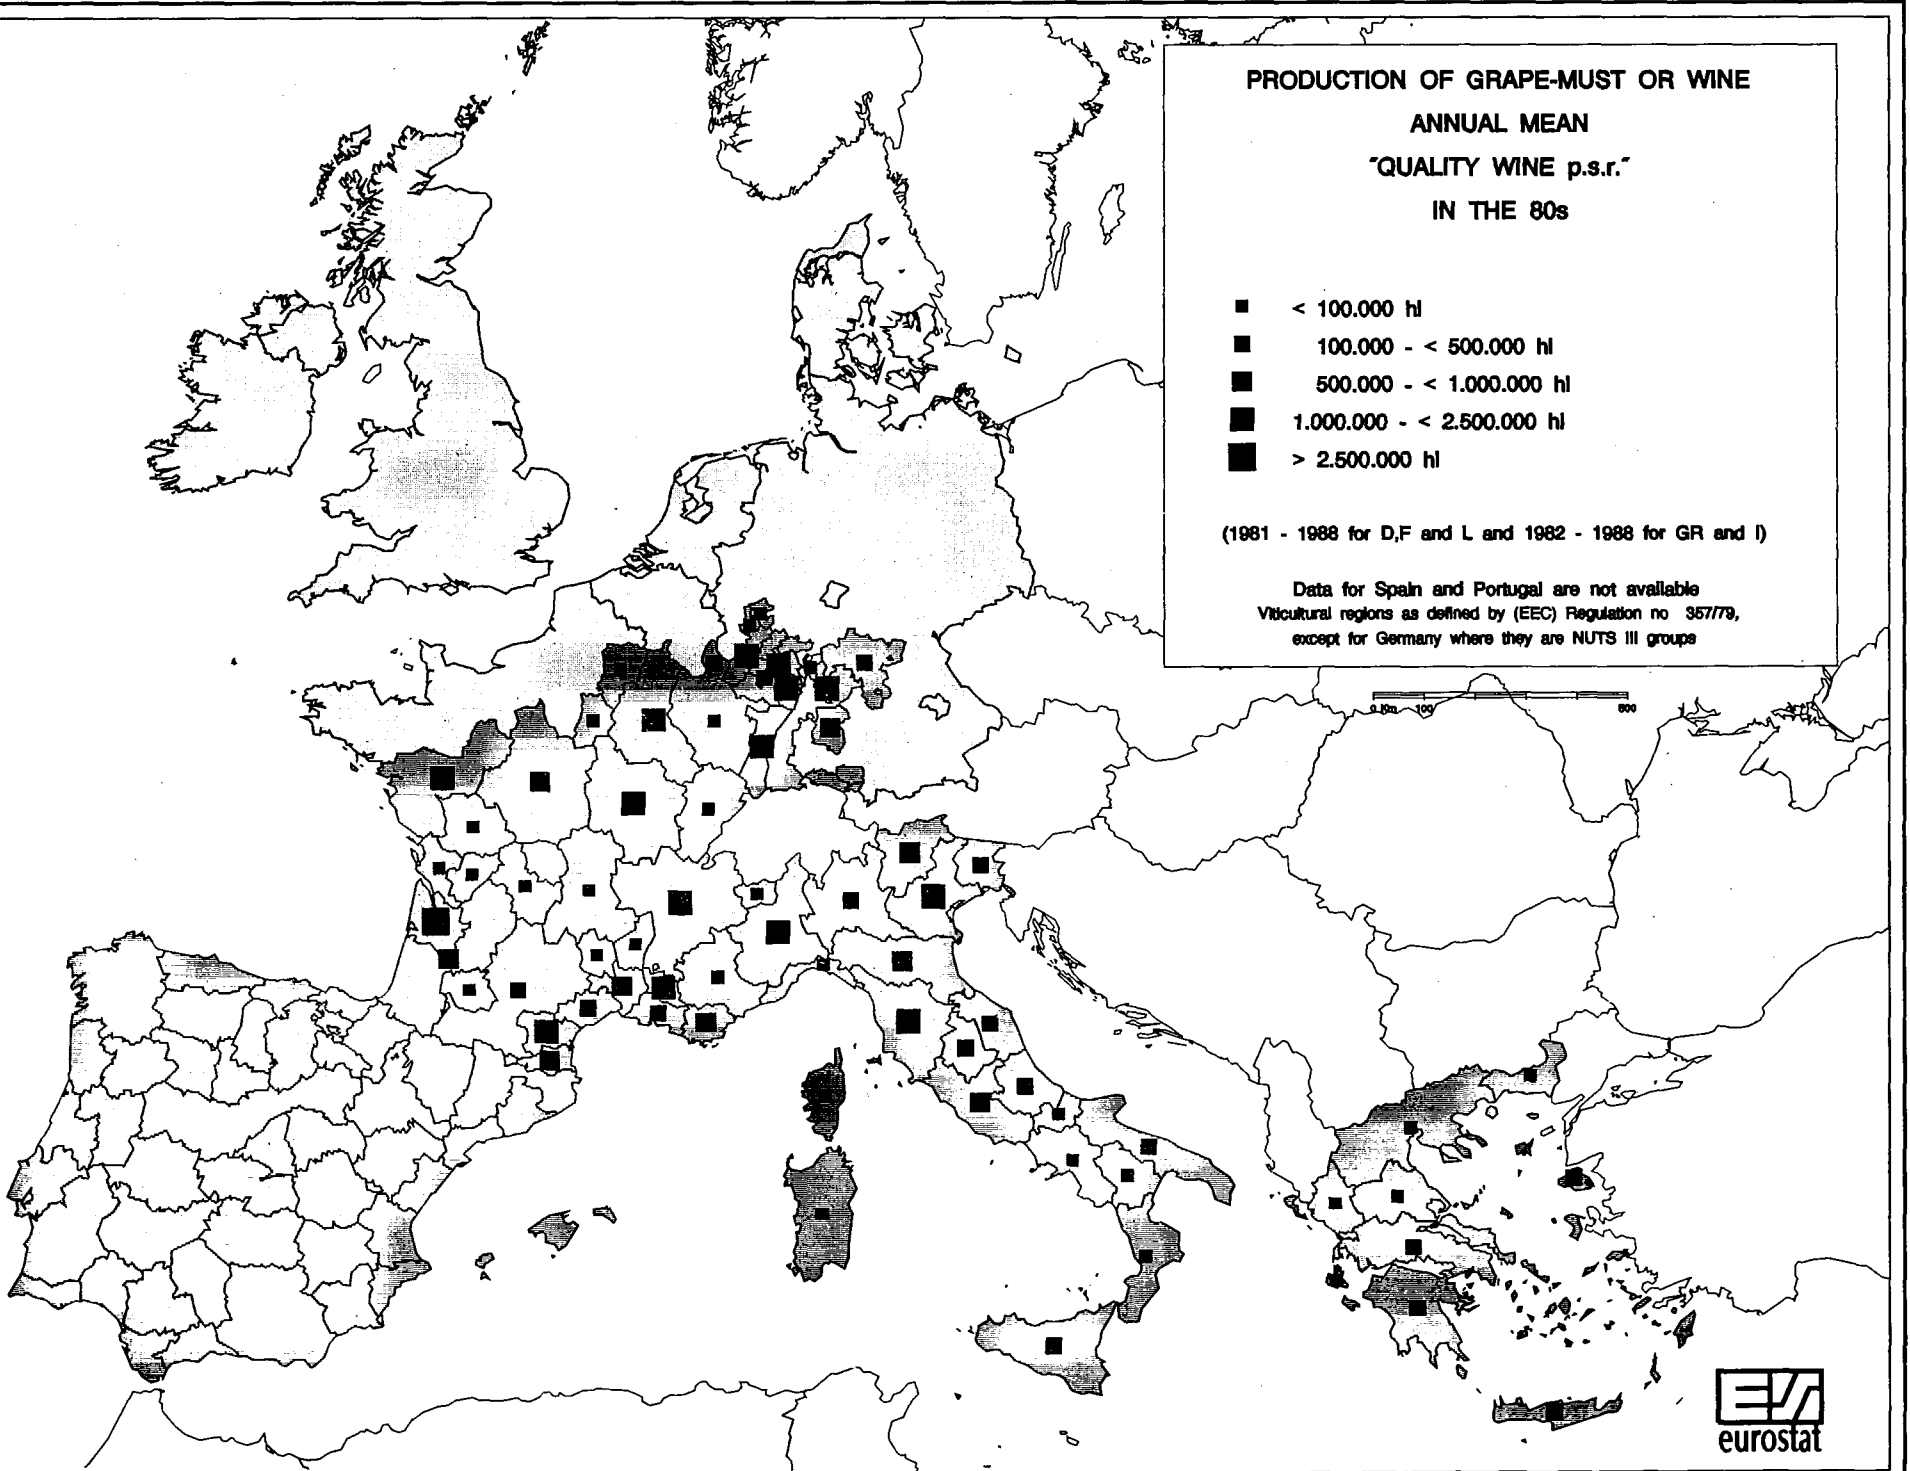 PRODUCTION OF GRAPE-MUST OR WINE
ANNUAL MEAN
"QUALITY WINE p.s.r."
IN THE 80s
< 100.000 hl
100.000 - < 500.000 hl
500.000 - < 1.000.000 hl
1.000.000 - < 2.500.000 hl
> 2.500.000 hl
(1981 - 1988 for D,F and L and 1982 - 1988 for GR and I)
Data for Spain and Portugal are not available
Viticultural regions as defined by (EEC) Regulation no 357/79,
except for Germany where they are NUTS III groups
0 Km 100 500
eurostat